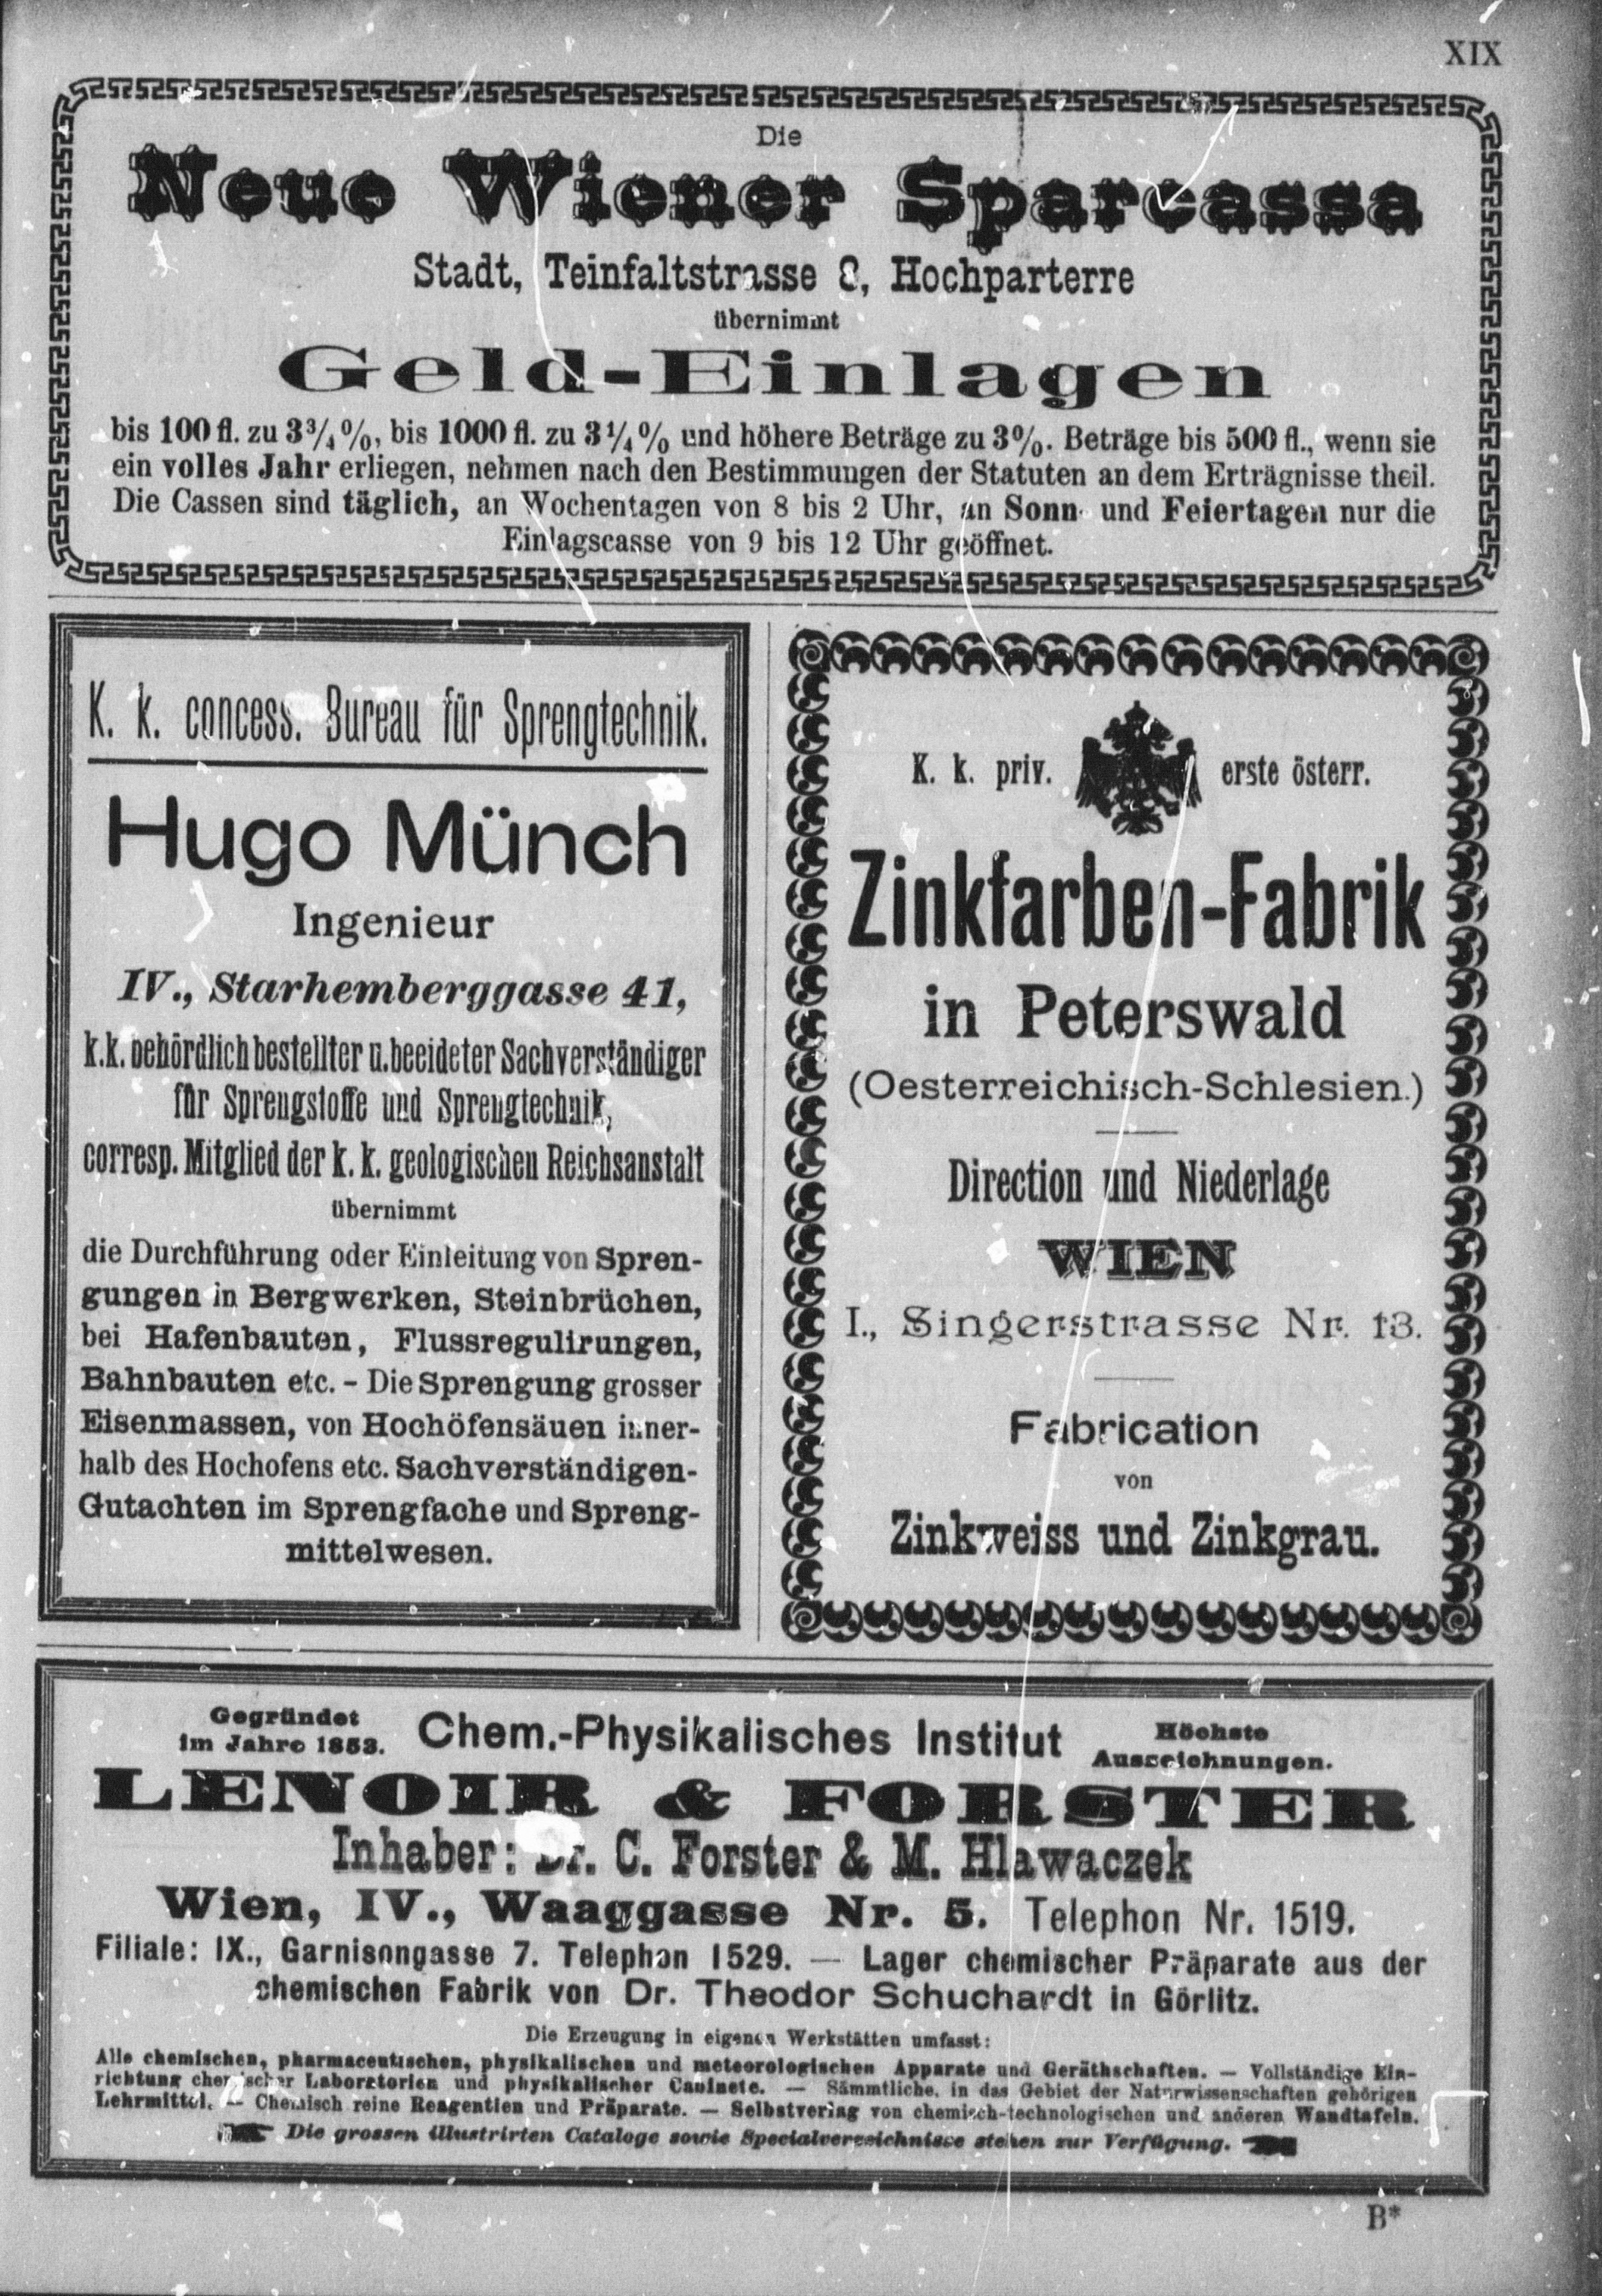 XIX
Die
Neue Wiener Sparcassa
Stadt, Teinfaltstrasse 8, Hochparterre
übernimmt
Geld-Einlagen
bis 100 fl. zu 3¾%, bis 1000 fl. zu 3¼% und höhere Beträge zu 3%. Beträge bis 500 fl., wenn sie
ein volles Jahr erliegen, nehmen nach den Bestimmungen der Statuten an dem Erträgnisse theil.
Die Cassen sind täglich, an Wochentagen von 8 bis 2 Uhr, an Sonn- und Feiertagen nur die
Einlagscasse von 9 bis 12 Uhr geöffnet.
K. k. concess. Bureau für Sprengtechnik.
Hugo Münch
Ingenieur
IV., Starhemberggasse 41,
k. k. behördlich bestellter u. beeideter Sachverständiger
für Sprengstoffe und Sprengtechnik,
corresp. Mitglied der k. k. geologischen Reichsanstalt
übernimmt
die Durchführung oder Einleitung von Spren-
gungen in Bergwerken, Steinbrüchen,
bei Hafenbauten, Flussregulirungen,
Bahnbauten etc. - Die Sprengung grosser
Eisenmassen, von Hochöfensäuen inner-
halb des Hochofens etc. Sachverständigen-
Gutachten im Sprengfache und Spreng-
mittelwesen.
K. k. priv. erste österr.
Zinkfarben-Fabrik
in Peterswald
(Oesterreichisch-Schlesien.)
Direction und Niederlage
WIEN
I., Singerstrasse Nr. 13.
Fabrication
von
Zinkweiss und Zinkgrau.
Gegründet
im Jahre 1853.
Chem.-Physikalisches Institut
Höchste
Auszeichnungen.
LENOIR & FORSTER
Inhaber: Dr. C. Forster & M. Hlawaczek
Wien, IV., Waaggasse Nr. 5. Telephon Nr. 1519.
Filiale: IX., Garnisongasse 7. Telephon 1529. — Lager chemischer Präparate aus der
chemischen Fabrik von Dr. Theodor Schuchardt in Görlitz.
Die Erzeugung in eigenen Werkstätten umfasst:
Alle chemischen, pharmaceutischen, physikalischen und meteorologischen Apparate und Geräthschaften. — Vollständige Ein-
richtung chemischer Laboratorien und physikalischer Cabinete. — Sämmtliche, in das Gebiet der Naturwissenschaften gehörigen
Lehrmittel. — Chemisch reine Reagentien und Präparate. — Selbstverlag von chemisch-technologischen und anderen Wandtafeln.
Die grossen illustrirten Cataloge sowie Specialverzeichnisse stehen zur Verfügung.
B*